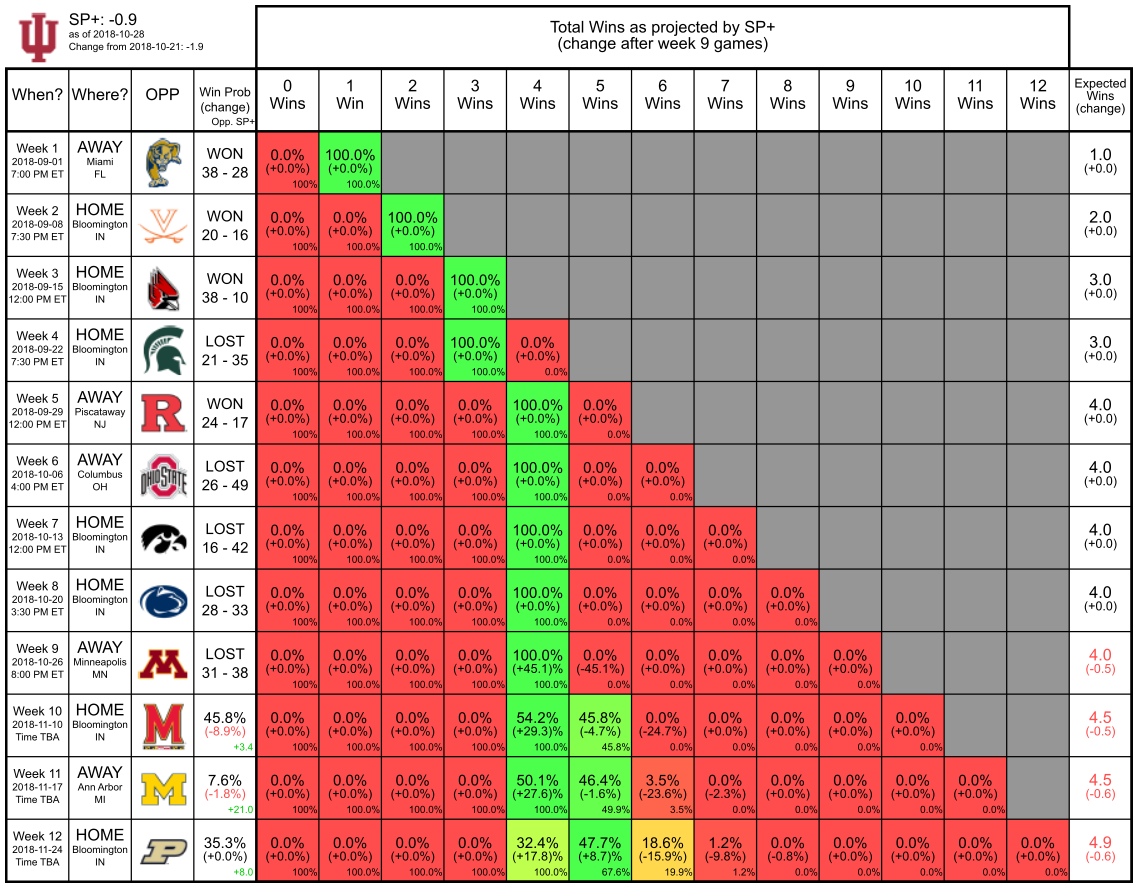 SP+: -0.9
as of 2018-10-28
Change from 2018-10-21: -1.9
Total Wins as projected by SP+
(change after week 9 games)
When? Where? OPP Win Prob (change) Opp. SP+ 0 Wins 1 Win 2 Wins 3 Wins 4 Wins 5 Wins 6 Wins 7 Wins 8 Wins 9 Wins 10 Wins 11 Wins 12 Wins Expected Wins (change)
Week 1 AWAY WON 0.0% 100.0% 1.0
2018-09-01 Miami 38 - 28 (+0.0%) (+0.0%) (+0.0)
7:00 PM ET FL 100% 100.0%
Week 2 HOME WON 0.0% 0.0% 100.0% 2.0
2018-09-08 Bloomington 20 - 16 (+0.0%) (+0.0%) (+0.0%) (+0.0)
7:30 PM ET IN 100% 100.0% 100.0%
Week 3 HOME WON 0.0% 0.0% 0.0% 100.0% 3.0
2018-09-15 Bloomington 38 - 10 (+0.0%) (+0.0%) (+0.0%) (+0.0%) (+0.0)
12:00 PM ET IN 100% 100.0% 100.0% 100.0%
Week 4 HOME LOST 0.0% 0.0% 0.0% 100.0% 0.0% 3.0
2018-09-22 Bloomington 21 - 35 (+0.0%) (+0.0%) (+0.0%) (+0.0%) (+0.0%) (+0.0)
7:30 PM ET IN 100% 100.0% 100.0% 100.0% 0.0%
Week 5 AWAY R WON 0.0% 0.0% 0.0% 0.0% 100.0% 0.0% 4.0
2018-09-29 Piscataway 24 - 17 (+0.0%) (+0.0%) (+0.0%) (+0.0%) (+0.0%) (+0.0%) (+0.0)
12:00 PM ET NJ 100% 100.0% 100.0% 100.0% 100.0% 0.0%
Week 6 AWAY OHIO STATE LOST 0.0% 0.0% 0.0% 0.0% 100.0% 0.0% 0.0% 4.0
2018-10-06 Columbus 26 - 49 (+0.0%) (+0.0%) (+0.0%) (+0.0%) (+0.0%) (+0.0%) (+0.0%) (+0.0)
4:00 PM ET OH 100% 100.0% 100.0% 100.0% 100.0% 0.0% 0.0%
Week 7 HOME LOST 0.0% 0.0% 0.0% 0.0% 100.0% 0.0% 0.0% 0.0% 4.0
2018-10-13 Bloomington 16 - 42 (+0.0%) (+0.0%) (+0.0%) (+0.0%) (+0.0%) (+0.0%) (+0.0%) (+0.0%) (+0.0)
12:00 PM ET IN 100% 100.0% 100.0% 100.0% 100.0% 0.0% 0.0% 0.0%
Week 8 HOME LOST 0.0% 0.0% 0.0% 0.0% 100.0% 0.0% 0.0% 0.0% 0.0% 4.0
2018-10-20 Bloomington 28 - 33 (+0.0%) (+0.0%) (+0.0%) (+0.0%) (+0.0%) (+0.0%) (+0.0%) (+0.0%) (+0.0%) (+0.0)
3:30 PM ET IN 100% 100.0% 100.0% 100.0% 100.0% 0.0% 0.0% 0.0% 0.0%
Week 9 AWAY M LOST 0.0% 0.0% 0.0% 0.0% 100.0% 0.0% 0.0% 0.0% 0.0% 0.0% 4.0
2018-10-26 Minneapolis 31 - 38 (+0.0%) (+0.0%) (+0.0%) (+0.0%) (+45.1)% (-45.1%) (+0.0%) (+0.0%) (+0.0%) (+0.0%) (-0.5)
8:00 PM ET MN 100% 100.0% 100.0% 100.0% 100.0% 0.0% 0.0% 0.0% 0.0% 0.0%
Week 10 HOME M 45.8% 0.0% 0.0% 0.0% 0.0% 54.2% 45.8% 0.0% 0.0% 0.0% 0.0% 0.0% 4.5
2018-11-10 Bloomington (-8.9%) (+0.0%) (+0.0%) (+0.0%) (+0.0%) (+29.3)% (-4.7%) (-24.7%) (+0.0%) (+0.0%) (+0.0%) (+0.0%) (-0.5)
Time TBA IN +3.4 100% 100.0% 100.0% 100.0% 100.0% 45.8% 0.0% 0.0% 0.0% 0.0% 0.0%
Week 11 AWAY M 7.6% 0.0% 0.0% 0.0% 0.0% 50.1% 46.4% 3.5% 0.0% 0.0% 0.0% 0.0% 0.0% 4.5
2018-11-17 Ann Arbor (-1.8%) (+0.0%) (+0.0%) (+0.0%) (+0.0%) (+27.6)% (-1.6%) (-23.6%) (-2.3%) (+0.0%) (+0.0%) (+0.0%) (+0.0%) (-0.6)
Time TBA MI +21.0 100% 100.0% 100.0% 100.0% 100.0% 49.9% 3.5% 0.0% 0.0% 0.0% 0.0% 0.0%
Week 12 HOME P 35.3% 0.0% 0.0% 0.0% 0.0% 32.4% 47.7% 18.6% 1.2% 0.0% 0.0% 0.0% 0.0% 0.0% 4.9
2018-11-24 Bloomington (+0.0%) (+0.0%) (+0.0%) (+0.0%) (+0.0%) (+17.8)% (+8.7)% (-15.9%) (-9.8%) (-0.8%) (+0.0%) (+0.0%) (+0.0%) (+0.0%) (-0.6)
Time TBA IN +8.0 100% 100.0% 100.0% 100.0% 100.0% 67.6% 19.9% 1.2% 0.0% 0.0% 0.0% 0.0% 0.0%